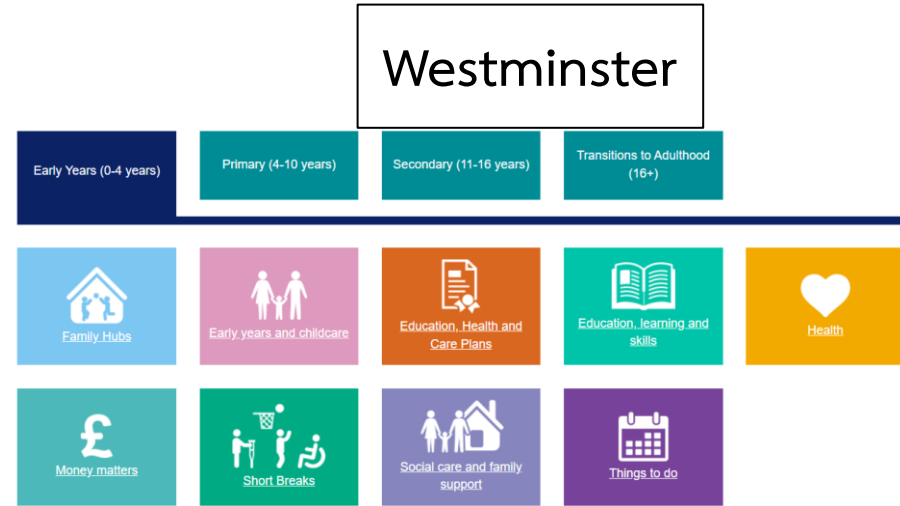 Westminster
Early Years (0-4 years)
Primary (4-10 years)
Secondary (11-16 years)
Transitions to Adulthood
(16+)
Family Hubs
Early years and childcare
Education, Health and
Care Plans
Education, learning and
skills
Health
£
Money matters
Short Breaks
Social care and family
support
Things to do